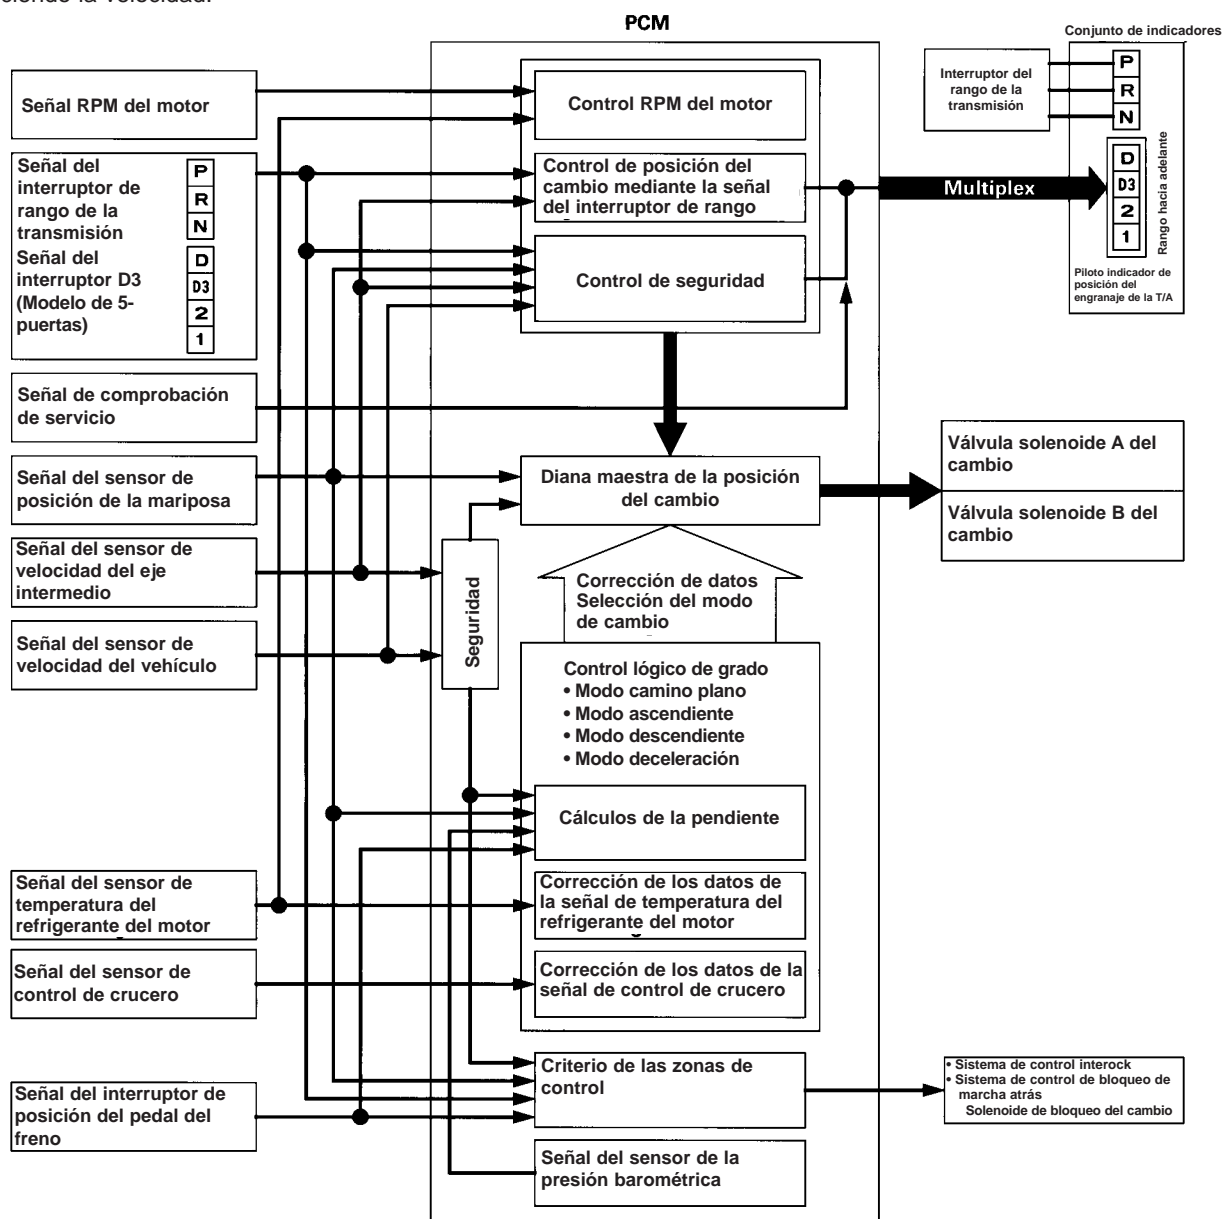 ciendo la velocidad.
PCM
Conjunto de indicadores
Señal RPM del motor
Señal del
interruptor de
rango de la
transmisión
Señal del
interruptor D3
(Modelo de 5-
puertas)
P
R
N
D
D3
2
1
Señal de comprobación
de servicio
Señal del sensor de
posición de la mariposa
Señal del sensor de
velocidad del eje
intermedio
Señal del sensor de
velocidad del vehículo
Señal del sensor de
temperatura del
refrigerante del motor
Señal del sensor de
control de crucero
Señal del interruptor de
posición del pedal del
freno
Seguridad
Control RPM del motor
Control de posición del
cambio mediante la señal
del interruptor de rango
Control de seguridad
Diana maestra de la posición
del cambio
Corrección de datos
Selección del modo
de cambio
Control lógico de grado
• Modo camino plano
• Modo ascendiente
• Modo descendiente
• Modo deceleración
Cálculos de la pendiente
Corrección de los datos de
la señal de temperatura del
refrigerante del motor
Corrección de los datos de la
señal de control de crucero
Criterio de las zonas de
control
Señal del sensor de la
presión barométrica
Multiplex
Interruptor del
rango de la
transmisión
P
R
N
D
D3
2
1
Rango hacia adelante
Piloto indicador de
posición del
engranaje de la T/A
Válvula solenoide A del
cambio
Válvula solenoide B del
cambio
• Sistema de control interock
• Sistema de control de bloqueo de
marcha atrás
Solenoide de bloqueo del cambio